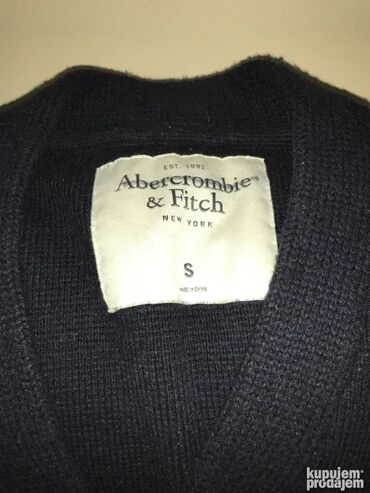 EST. 1892
Abercrombie
& Fitch
NEW YORK
S
MADE IN CHINA
kupujem
prodajem